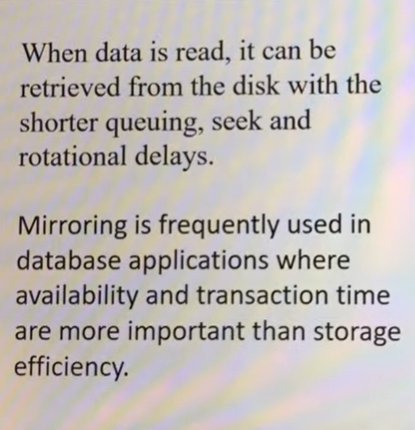 When data is read, it can be
retrieved from the disk with the
shorter queuing, seek and
rotational delays.
Mirroring is frequently used in
database applications where
availability and transaction time
are more important than storage
efficiency.